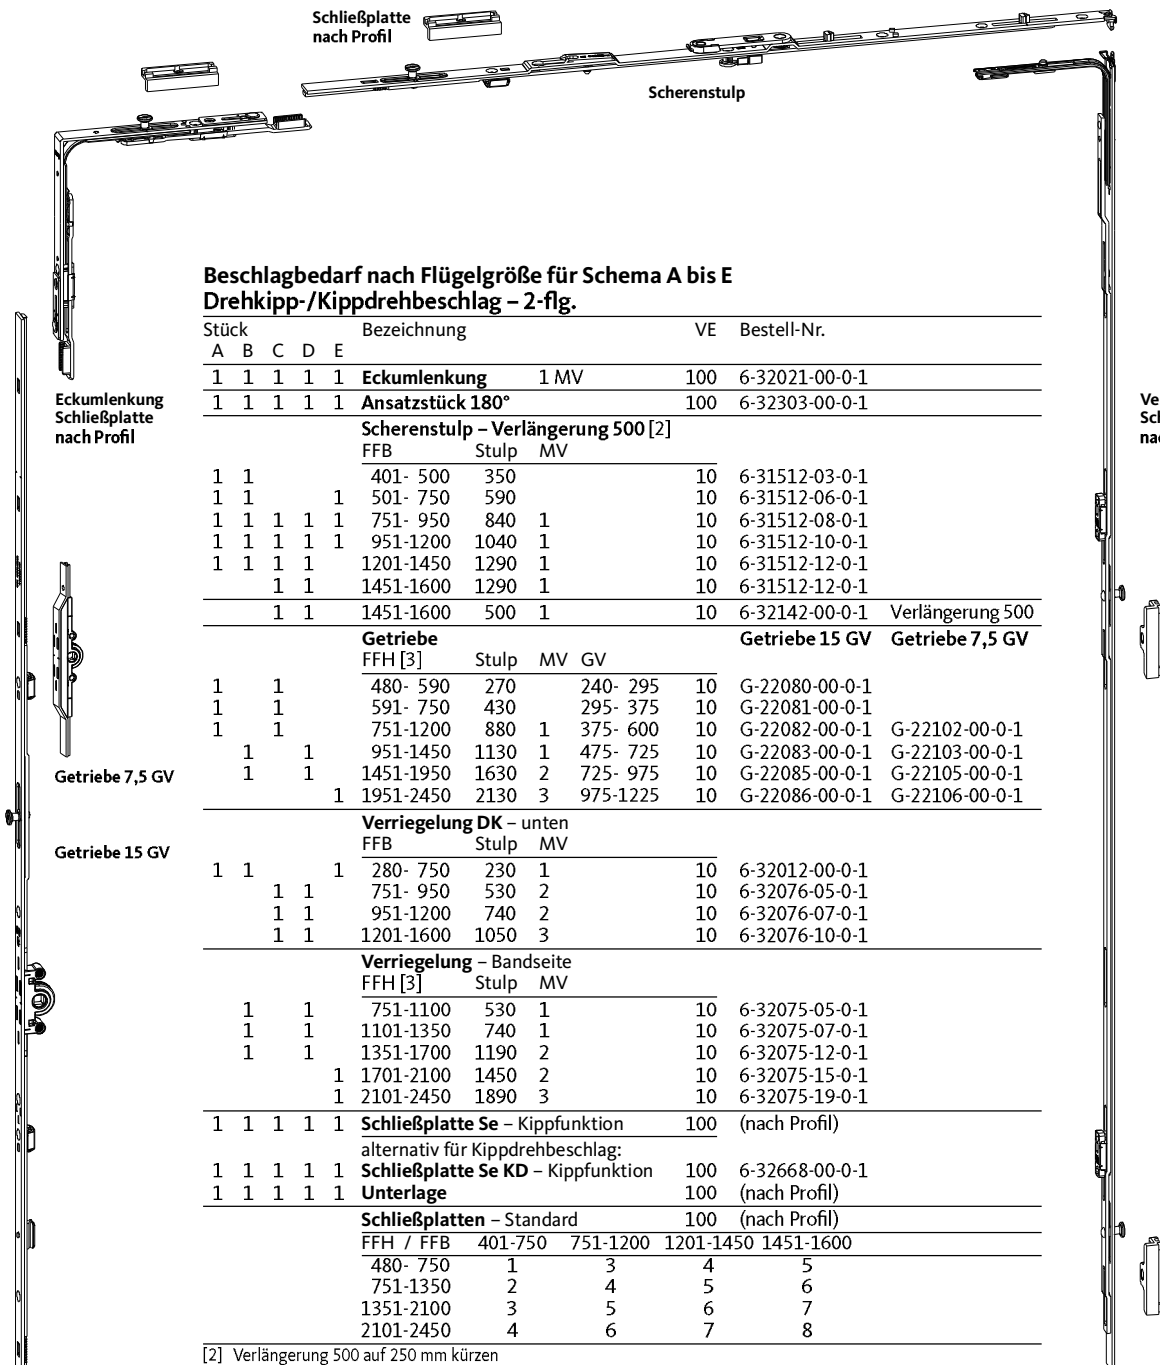 Schließplatte
nach Profil
Scherenstulp
Beschlagbedarf nach Flügelgröße für Schema A bis E
Drehkipp-/Kippdrehbeschlag – 2-flg.
Stück Bezeichnung VE Bestell-Nr.
A B C D E
1 1 1 1 1 Eckumlenkung 1 MV 100 6-32021-00-0-1
1 1 1 1 1 Ansatzstück 180° 100 6-32303-00-0-1
Scherenstulp – Verlängerung 500 [2]
FFB Stulp MV
1 1 401- 500 350 10 6-31512-03-0-1
1 1 1 501- 750 590 10 6-31512-06-0-1
1 1 1 1 1 751- 950 840 1 10 6-31512-08-0-1
1 1 1 1 1 951-1200 1040 1 10 6-31512-10-0-1
1 1 1 1 1201-1450 1290 1 10 6-31512-12-0-1
1 1 1451-1600 1290 1 10 6-31512-12-0-1
1 1 1451-1600 500 1 10 6-32142-00-0-1 Verlängerung 500
Getriebe Getriebe 15 GV Getriebe 7,5 GV
FFH [3] Stulp MV GV
1 1 480- 590 270 240- 295 10 G-22080-00-0-1
1 1 591- 750 430 295- 375 10 G-22081-00-0-1
1 1 751-1200 880 1 375- 600 10 G-22082-00-0-1 G-22102-00-0-1
1 1 951-1450 1130 1 475- 725 10 G-22083-00-0-1 G-22103-00-0-1
1 1 1451-1950 1630 2 725- 975 10 G-22085-00-0-1 G-22105-00-0-1
1 1951-2450 2130 3 975-1225 10 G-22086-00-0-1 G-22106-00-0-1
Verriegelung DK – unten
FFB Stulp MV
1 1 1 280- 750 230 1 10 6-32012-00-0-1
1 1 751- 950 530 2 10 6-32076-05-0-1
1 1 951-1200 740 2 10 6-32076-07-0-1
1 1 1201-1600 1050 3 10 6-32076-10-0-1
Verriegelung – Bandseite
FFH [3] Stulp MV
1 1 751-1100 530 1 10 6-32075-05-0-1
1 1 1101-1350 740 1 10 6-32075-07-0-1
1 1 1351-1700 1190 2 10 6-32075-12-0-1
1 1701-2100 1450 2 10 6-32075-15-0-1
1 2101-2450 1890 3 10 6-32075-19-0-1
1 1 1 1 1 Schließplatte Se – Kippfunktion 100 (nach Profil)
alternativ für Kippdrehbeschlag:
1 1 1 1 1 Schließplatte Se KD – Kippfunktion 100 6-32668-00-0-1
1 1 1 1 1 Unterlage 100 (nach Profil)
Schließplatten – Standard 100 (nach Profil)
FFH / FFB 401-750 751-1200 1201-1450 1451-1600
480- 750 1 3 4 5
751-1350 2 4 5 6
1351-2100 3 5 6 7
2101-2450 4 6 7 8
[2] Verlängerung 500 auf 250 mm kürzen
Eckumlenkung
Schließplatte
nach Profil
Getriebe 7,5 GV
Getriebe 15 GV